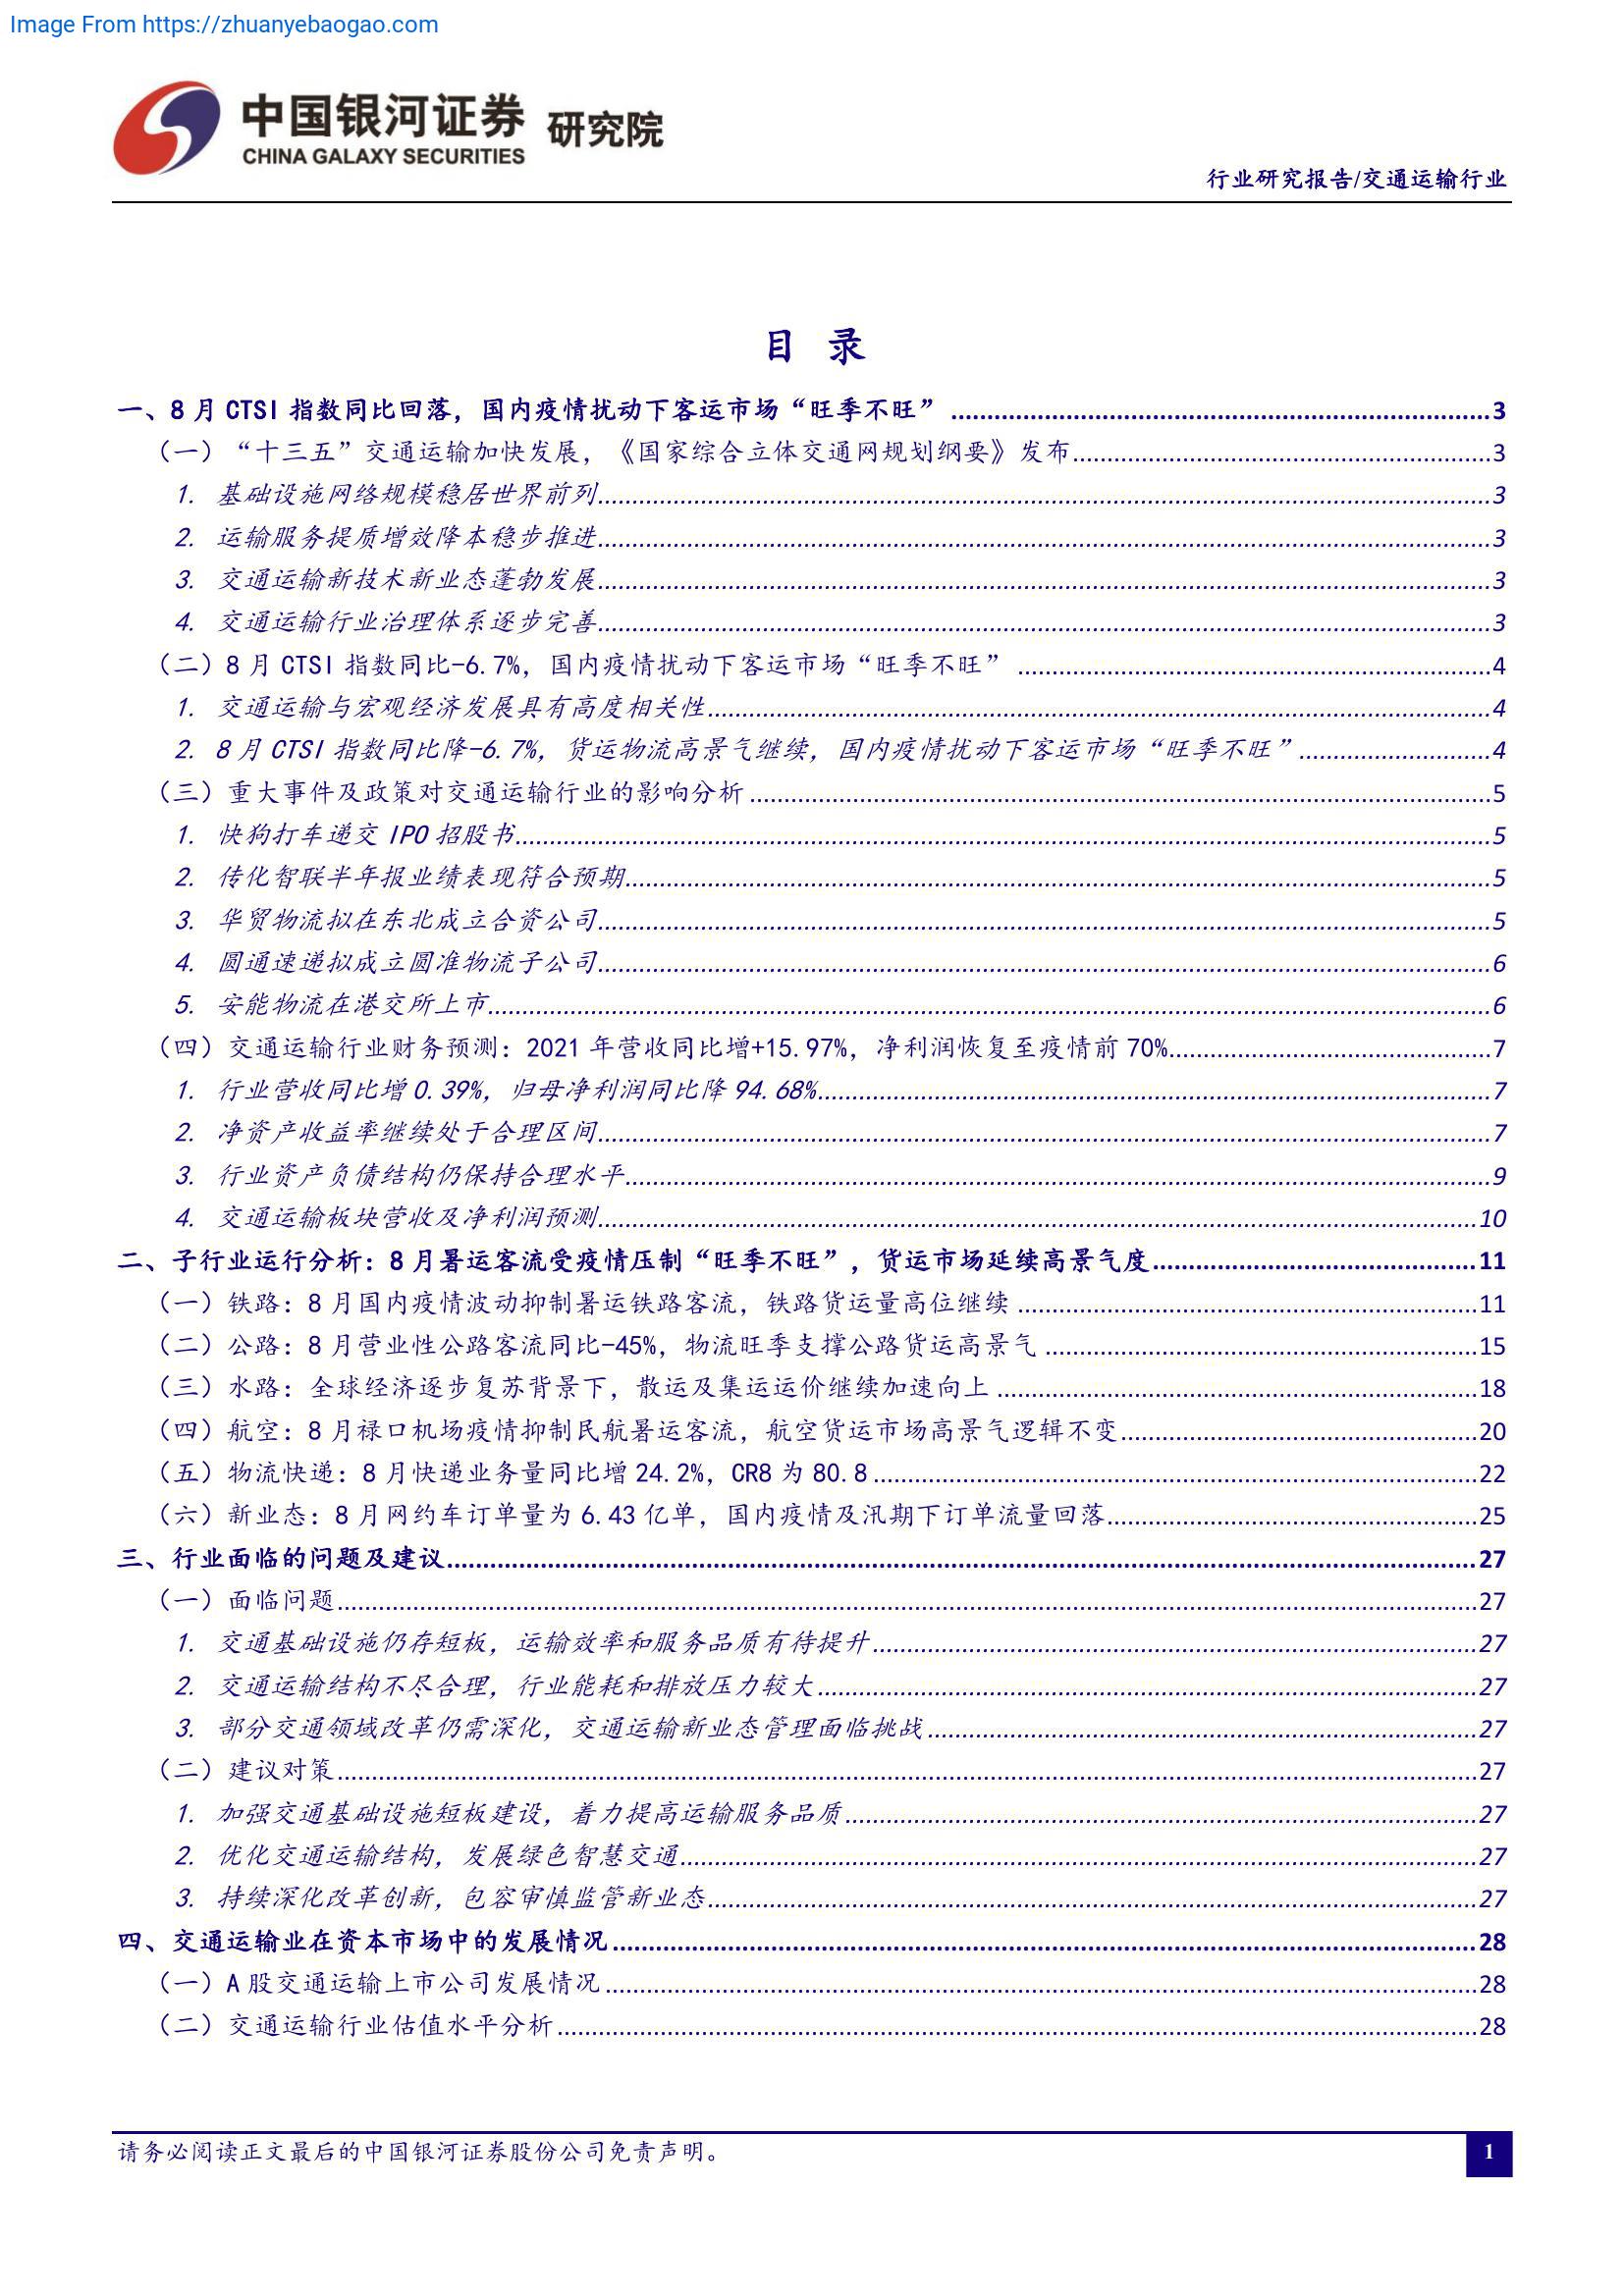 Image From https://zhuanyebaogao.com
中国银河证券 研究院
CHINA GALAXY SECURITIES
行业研究报告/交通运输行业
目 录
一、8 月 CTSI 指数同比回落，国内疫情扰动下客运市场“旺季不旺” ........ 3
（一）“十三五”交通运输加快发展，《国家综合立体交通网规划纲要》发布........ 3
1. 基础设施网络规模稳居世界前列........ 3
2. 运输服务提质增效降本稳步推进........ 3
3. 交通运输新技术新业态蓬勃发展........ 3
4. 交通运输行业治理体系逐步完善........ 3
（二）8 月 CTSI 指数同比-6.7%，国内疫情扰动下客运市场“旺季不旺” ........ 4
1. 交通运输与宏观经济发展具有高度相关性........ 4
2. 8 月 CTSI 指数同比降-6.7%，货运物流高景气继续，国内疫情扰动下客运市场“旺季不旺”........ 4
（三）重大事件及政策对交通运输行业的影响分析 ........ 5
1. 快狗打车递交 IPO 招股书........ 5
2. 传化智联半年报业绩表现符合预期........ 5
3. 华贸物流拟在东北成立合资公司........ 5
4. 圆通速递拟成立圆准物流子公司........ 6
5. 安能物流在港交所上市........ 6
（四）交通运输行业财务预测：2021 年营收同比增+15.97%，净利润恢复至疫情前 70%........ 7
1. 行业营收同比增 0.39%，归母净利润同比降 94.68%........ 7
2. 净资产收益率继续处于合理区间........ 7
3. 行业资产负债结构仍保持合理水平........ 9
4. 交通运输板块营收及净利润预测........ 10
二、子行业运行分析：8 月暑运客流受疫情压制“旺季不旺”，货运市场延续高景气度........ 11
（一）铁路：8 月国内疫情波动抑制暑运铁路客流，铁路货运量高位继续 ........ 11
（二）公路：8 月营业性公路客流同比-45%，物流旺季支撑公路货运高景气 ........ 15
（三）水路：全球经济逐步复苏背景下，散运及集运运价继续加速向上 ........ 18
（四）航空：8 月禄口机场疫情抑制民航暑运客流，航空货运市场高景气逻辑不变........ 20
（五）物流快递：8 月快递业务量同比增 24.2%，CR8 为 80.8 ........ 22
（六）新业态：8 月网约车订单量为 6.43 亿单，国内疫情及汛期下订单流量回落........ 25
三、行业面临的问题及建议........ 27
（一）面临问题........ 27
1. 交通基础设施仍存短板，运输效率和服务品质有待提升........ 27
2. 交通运输结构不尽合理，行业能耗和排放压力较大........ 27
3. 部分交通领域改革仍需深化，交通运输新业态管理面临挑战........ 27
（二）建议对策........ 27
1. 加强交通基础设施短板建设，着力提高运输服务品质........ 27
2. 优化交通运输结构，发展绿色智慧交通........ 27
3. 持续深化改革创新，包容审慎监管新业态........ 27
四、交通运输业在资本市场中的发展情况........ 28
（一）A 股交通运输上市公司发展情况........ 28
（二）交通运输行业估值水平分析........ 28
请务必阅读正文最后的中国银河证券股份公司免责声明。
1